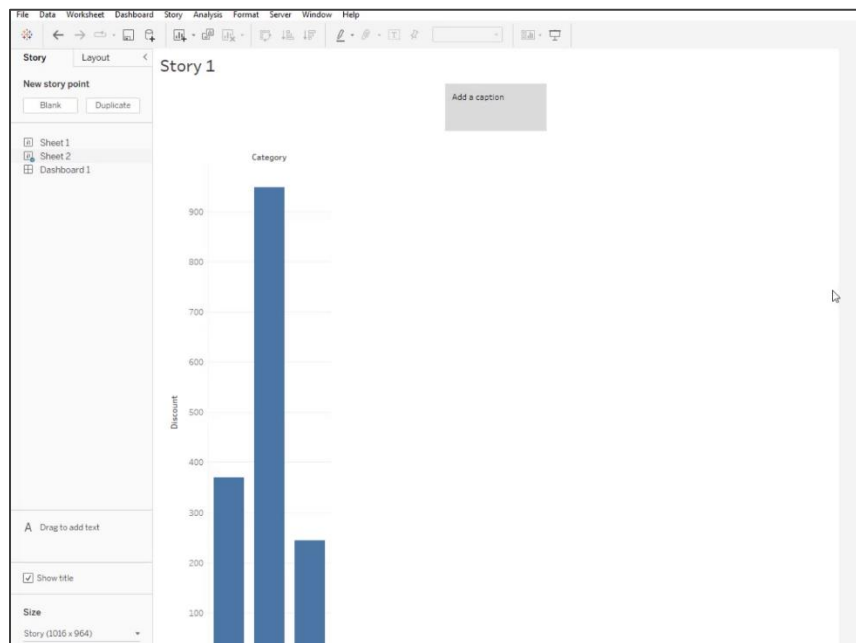 File Data Worksheet Dashboard Story Analysis Format Server Window Help
Story Layout
New story point
Blank Duplicate
Sheet 1
Sheet 2
Dashboard 1
A Drag to add text
Show title
Size
Story (1016 x 964)
Story 1
Add a caption
Category
900
800
700
600
500
400
300
200
100
Discount